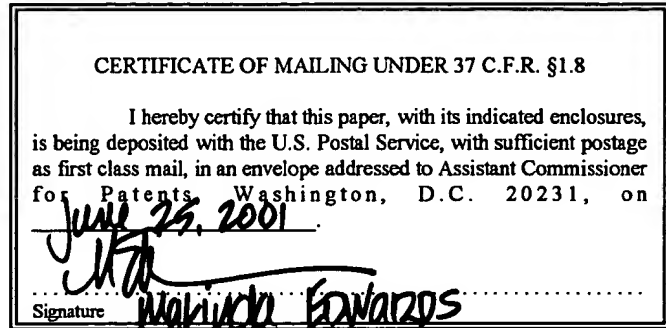 CERTIFICATE OF MAILING UNDER 37 C.F.R. §1.8
I hereby certify that this paper, with its indicated enclosures,
is being deposited with the U.S. Postal Service, with sufficient postage
as first class mail, in an envelope addressed to Assistant Commissioner
for Patents, Washington, D.C. 20231, on
June 25, 2001.
Signature Edwards